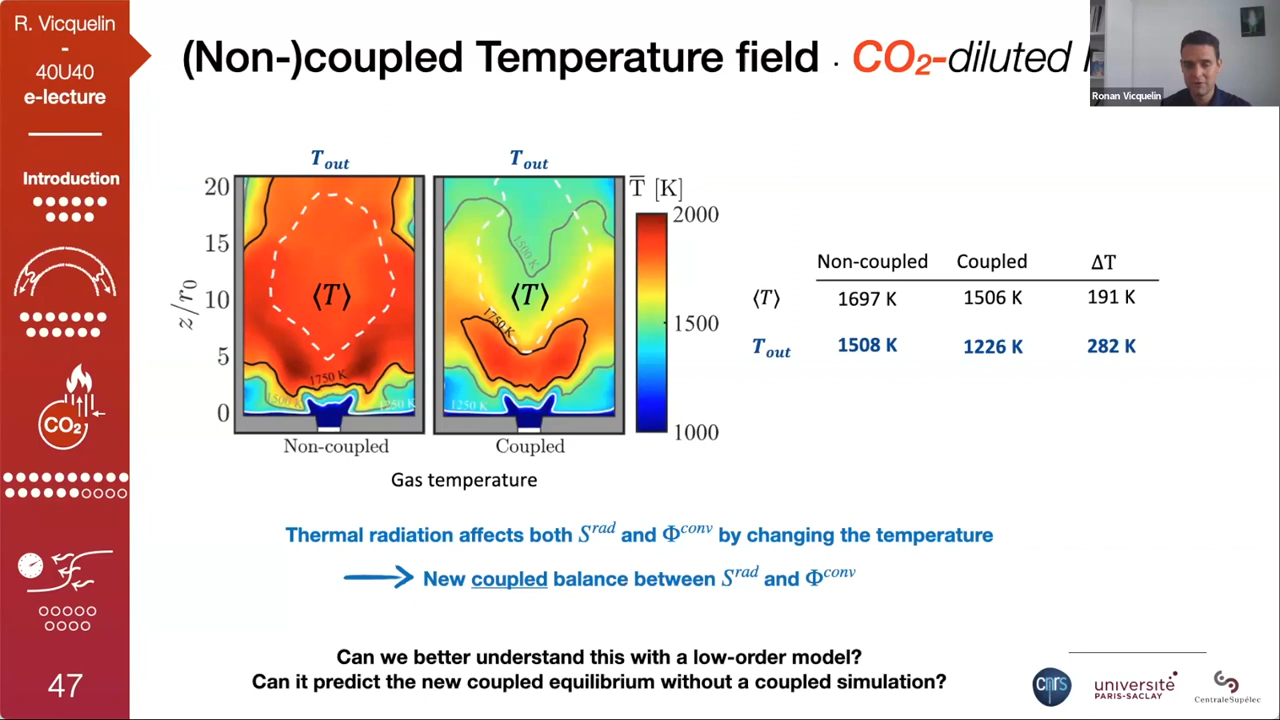 R. Vicquelin
-
40U40
e-lecture
Introduction
CO₂
47
(Non-)coupled Temperature field · CO₂-diluted
Ronan Vicquelin
T_out
T_out
T̅ [K]
20
15
10
5
0
z/r₀
⟨T⟩
⟨T⟩
1750 K
1500 K
1250 K
1500 K
1750 K
1250 K
2000
1500
1000
Non-coupled
Coupled
Gas temperature
Non-coupled Coupled ΔT
⟨T⟩ 1697 K 1506 K 191 K
T_out 1508 K 1226 K 282 K
Thermal radiation affects both S^rad and Φ^conv by changing the temperature
New coupled balance between S^rad and Φ^conv
Can we better understand this with a low-order model?
Can it predict the new coupled equilibrium without a coupled simulation?
cnrs
université
PARIS-SACLAY
CentraleSupélec